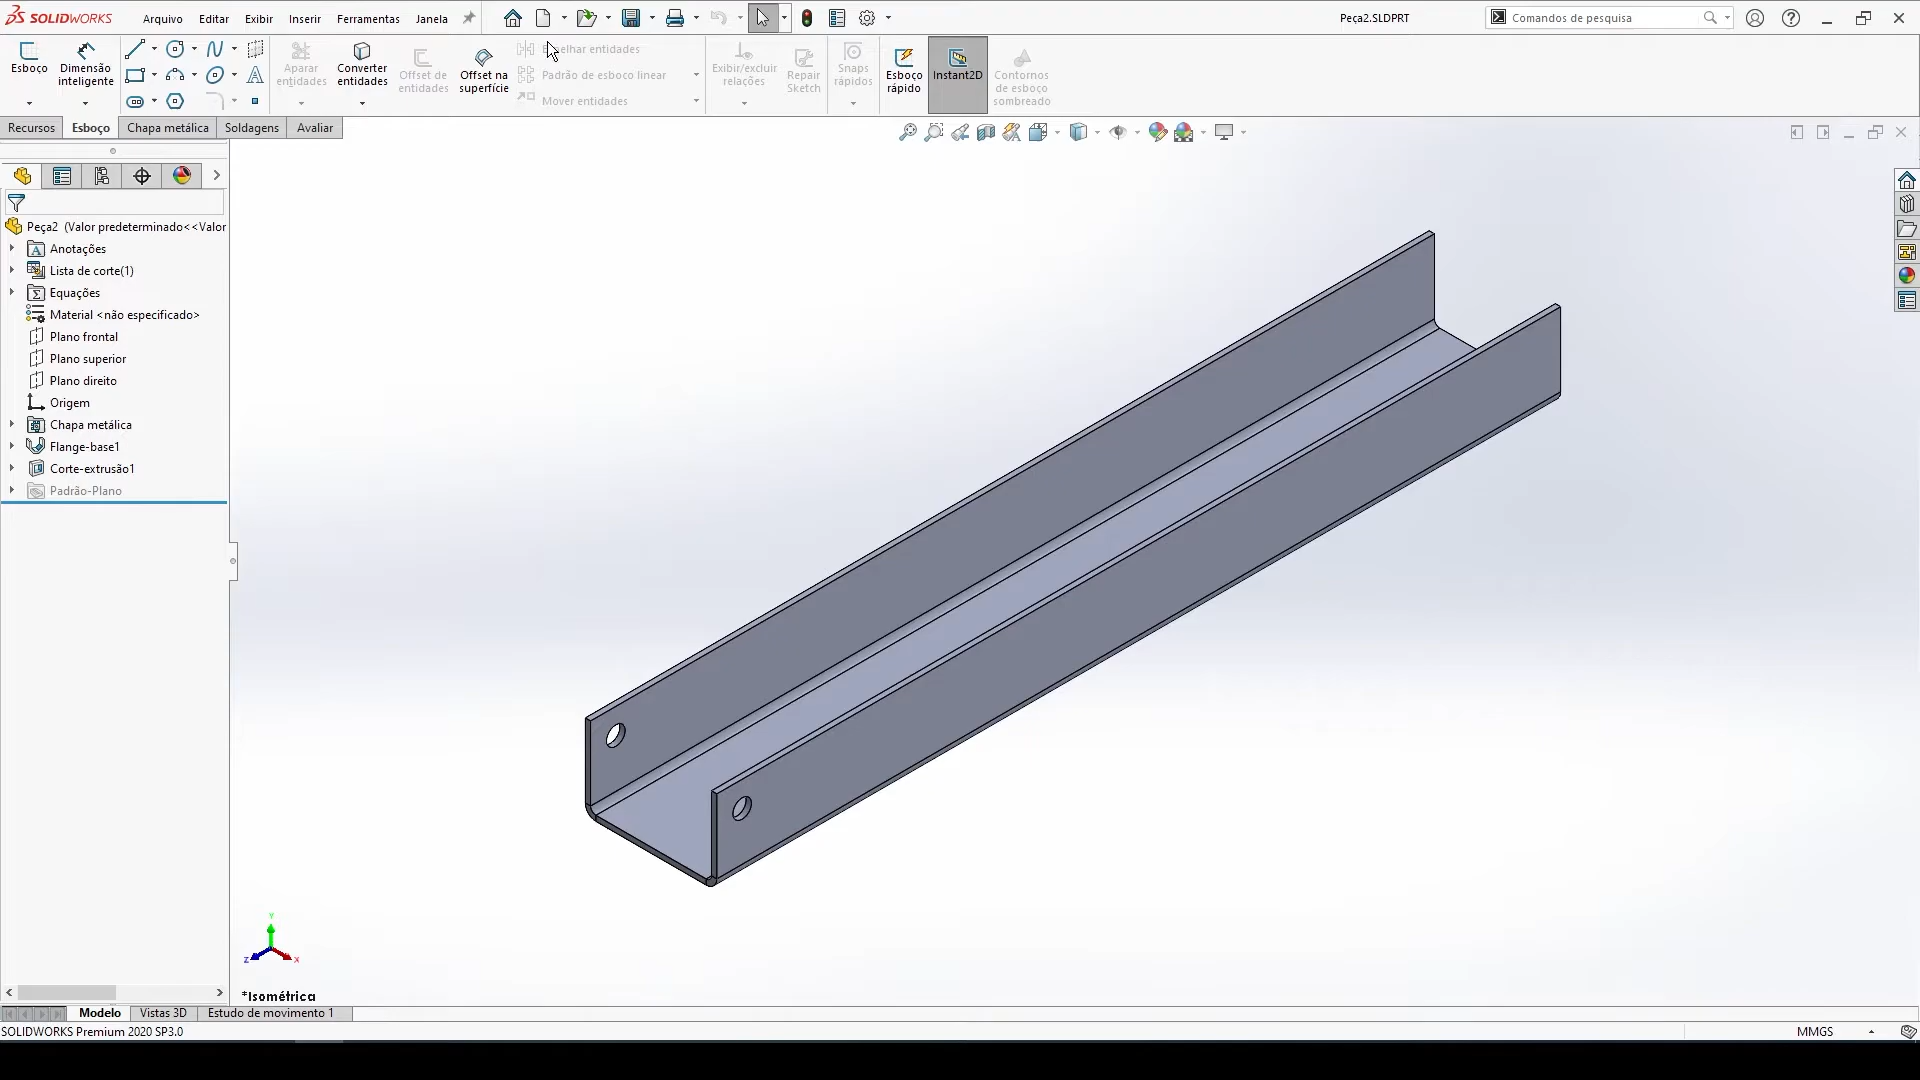 SOLIDWORKS
Arquivo Editar Exibir Inserir Ferramentas Janela
Peça2.SLDPRT
Comandos de pesquisa
Esboço
Dimensão inteligente
Aparar entidades
Converter entidades
Offset de entidades
Offset na superfície
Padrão de esboço linear
Mover entidades
Exibir/excluir relações
Repair Sketch
Snaps rápidos
Esboço rápido
Instant2D
Contornos de esboço sombreado
Recursos Esboço Chapa metálica Soldagens Avaliar
Peça2 (Valor predeterminado<<Valor
Anotações
Lista de corte(1)
Equações
Material <não especificado>
Plano frontal
Plano superior
Plano direito
Origem
Chapa metálica
Flange-base1
Corte-extrusão1
Padrão-Plano
Y
Z
X
*Isométrica
Modelo Vistas 3D Estudo de movimento 1
SOLIDWORKS Premium 2020 SP3.0
MMGS